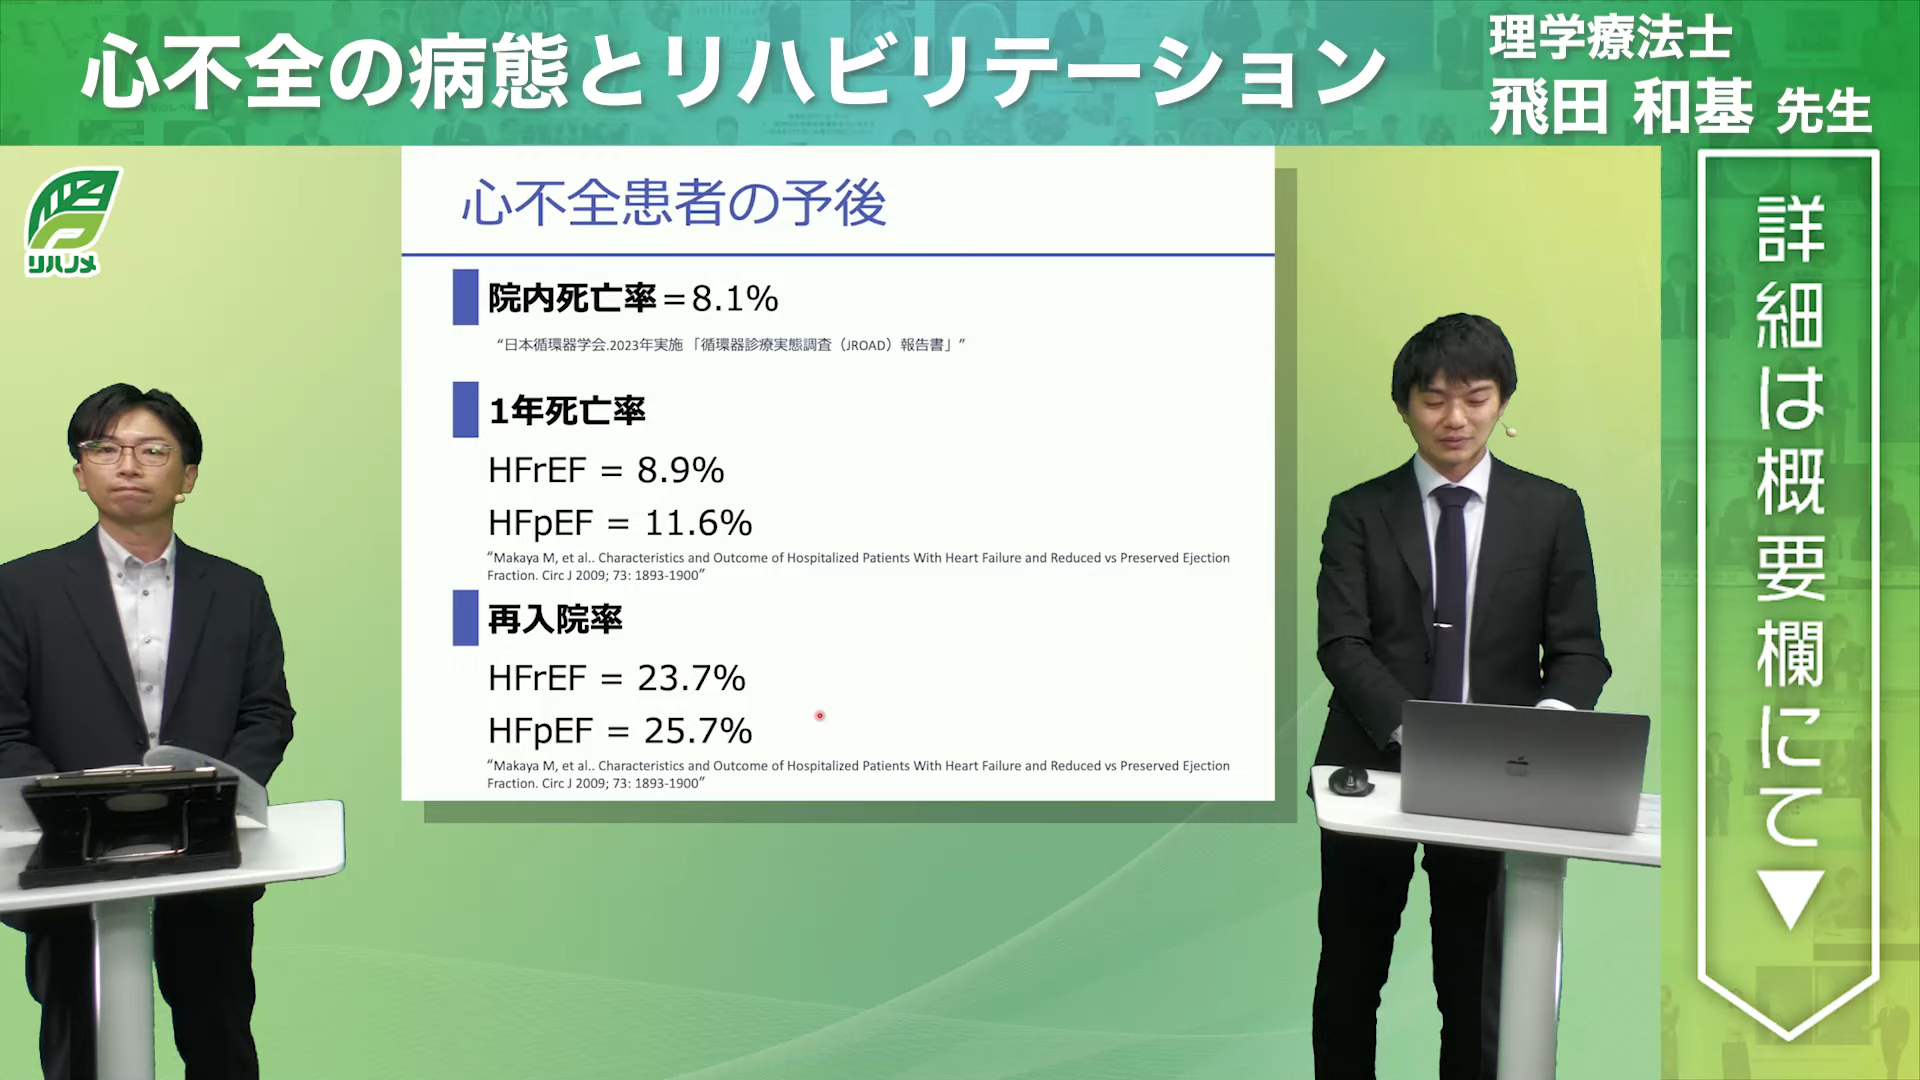 心不全の病態とリハビリテーション
理学療法士
飛田 和基 先生
リハノメ
心不全患者の予後
院内死亡率=8.1%
“日本循環器学会.2023年実施 「循環器診療実態調査（JROAD）報告書」”
1年死亡率
HFrEF = 8.9%
HFpEF = 11.6%
“Makaya M, et al.. Characteristics and Outcome of Hospitalized Patients With Heart Failure and Reduced vs Preserved Ejection
Fraction. Circ J 2009; 73: 1893-1900”
再入院率
HFrEF = 23.7%
HFpEF = 25.7%
“Makaya M, et al.. Characteristics and Outcome of Hospitalized Patients With Heart Failure and Reduced vs Preserved Ejection
Fraction. Circ J 2009; 73: 1893-1900”
詳細は概要欄にて▼